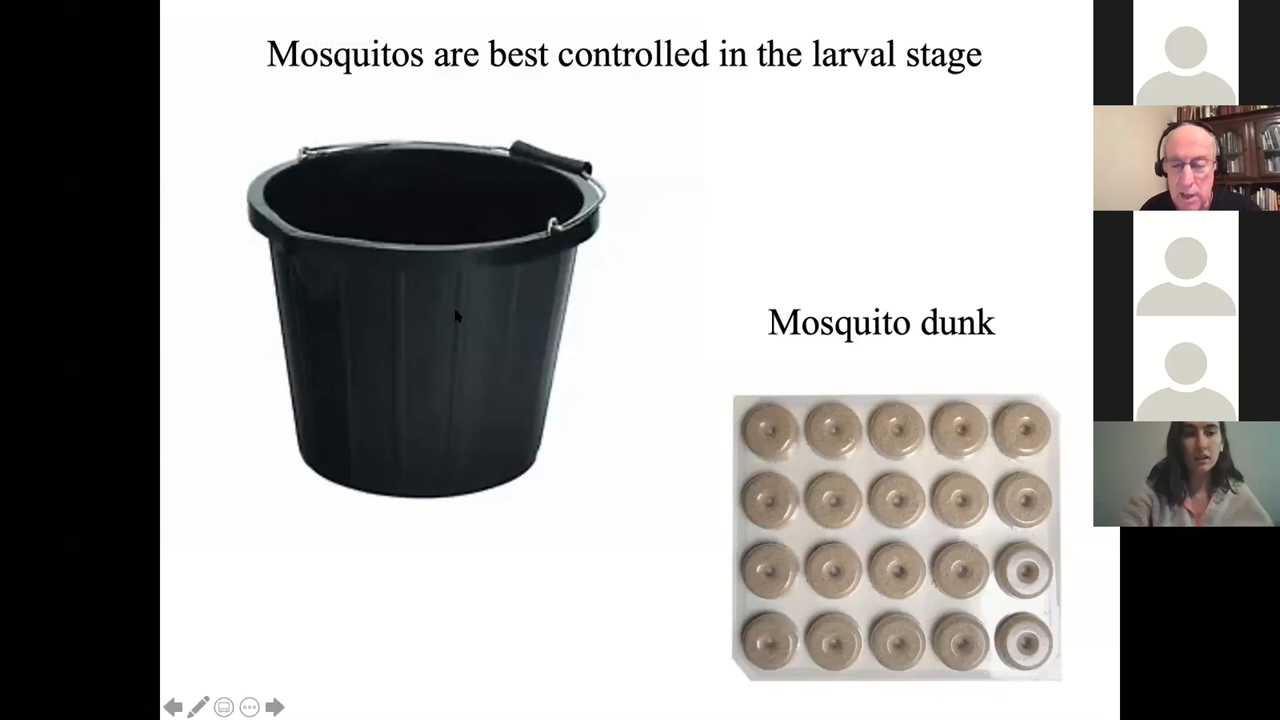 Mosquitos are best controlled in the larval stage
Mosquito dunk